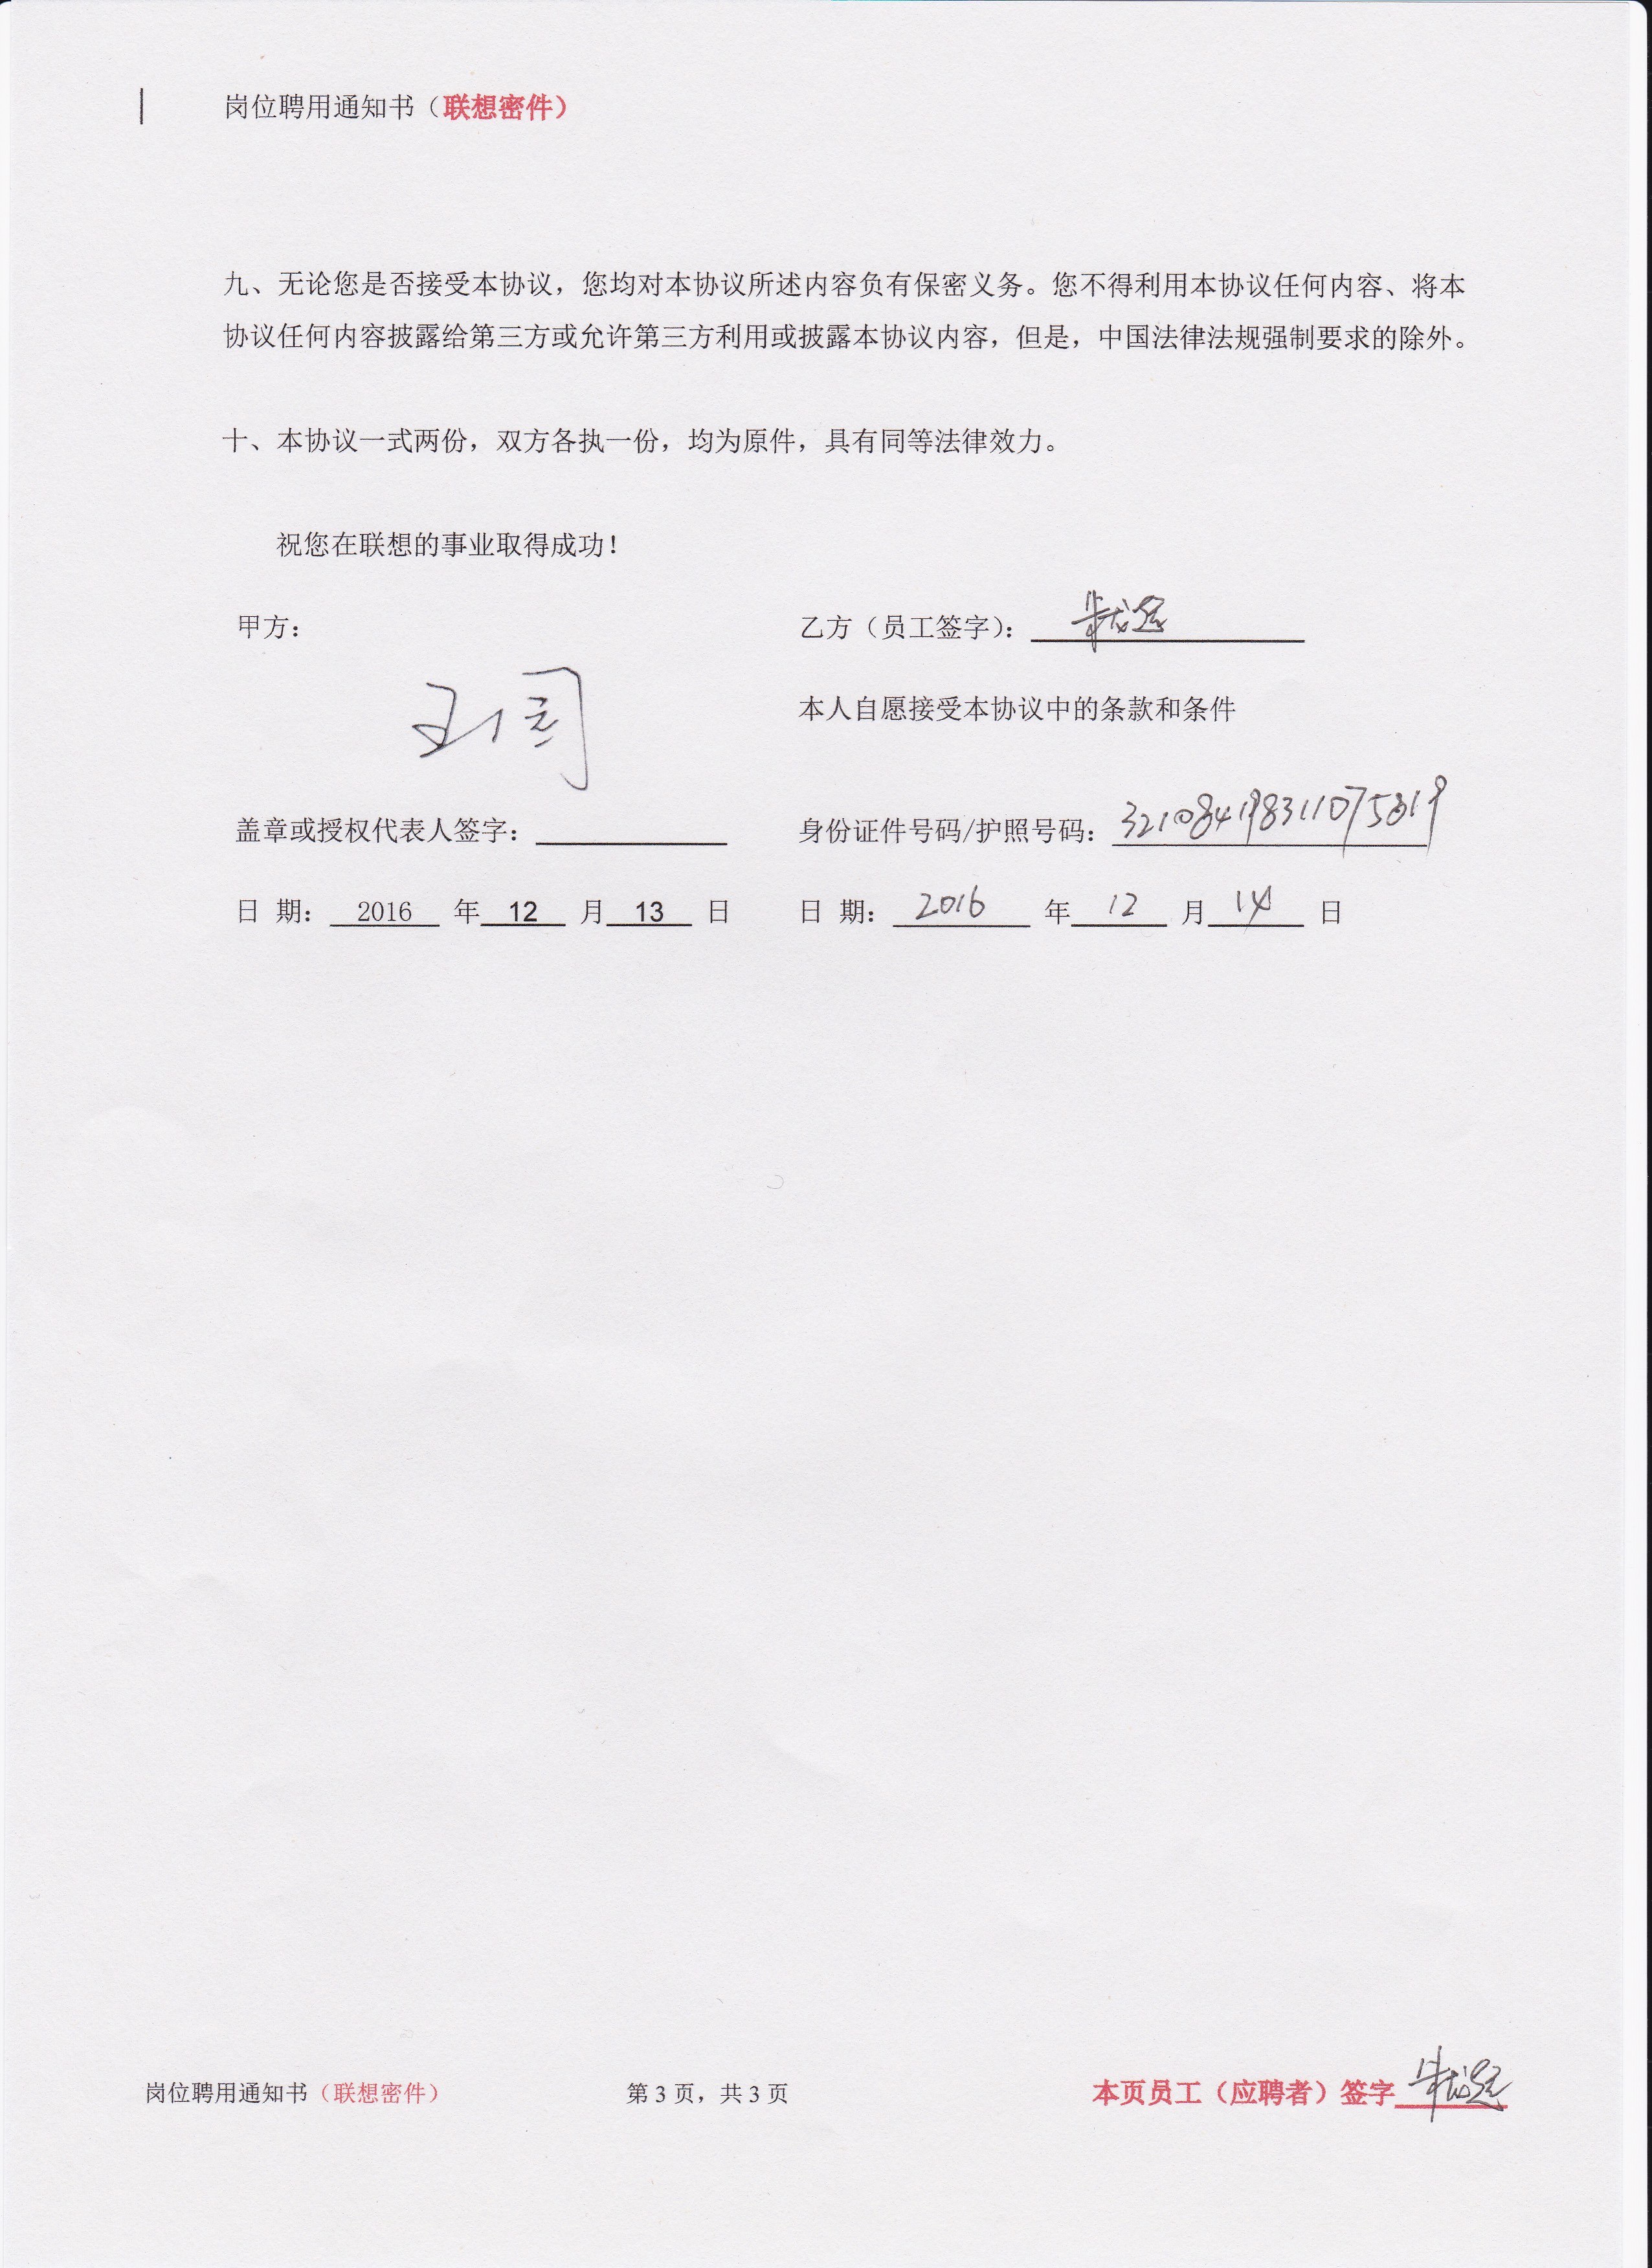 岗位聘用通知书（联想密件）
九、无论您是否接受本协议，您均对本协议所述内容负有保密义务。您不得利用本协议任何内容、将本
协议任何内容披露给第三方或允许第三方利用或披露本协议内容，但是，中国法律法规强制要求的除外。
十、本协议一式两份，双方各执一份，均为原件，具有同等法律效力。
祝您在联想的事业取得成功！
甲方： 乙方（员工签字）：
本人自愿接受本协议中的条款和条件
盖章或授权代表人签字： 身份证件号码/护照号码：321084198311075819
日 期： 2016 年 12 月 13 日 日 期： 2016 年 12 月 14 日
岗位聘用通知书（联想密件） 第 3 页，共 3 页 本页员工（应聘者）签字